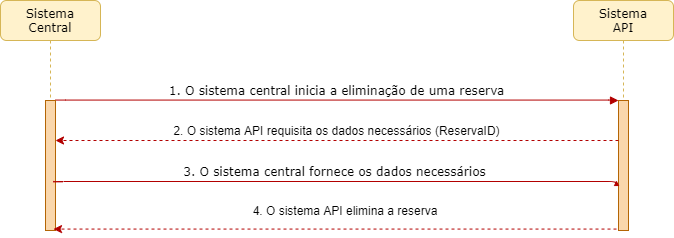 Sistema
Central
Sistema
API
1. O sistema central inicia a eliminação de uma reserva
2. O sistema API requisita os dados necessários (ReservaID)
3. O sistema central fornece os dados necessários
4. O sistema API elimina a reserva